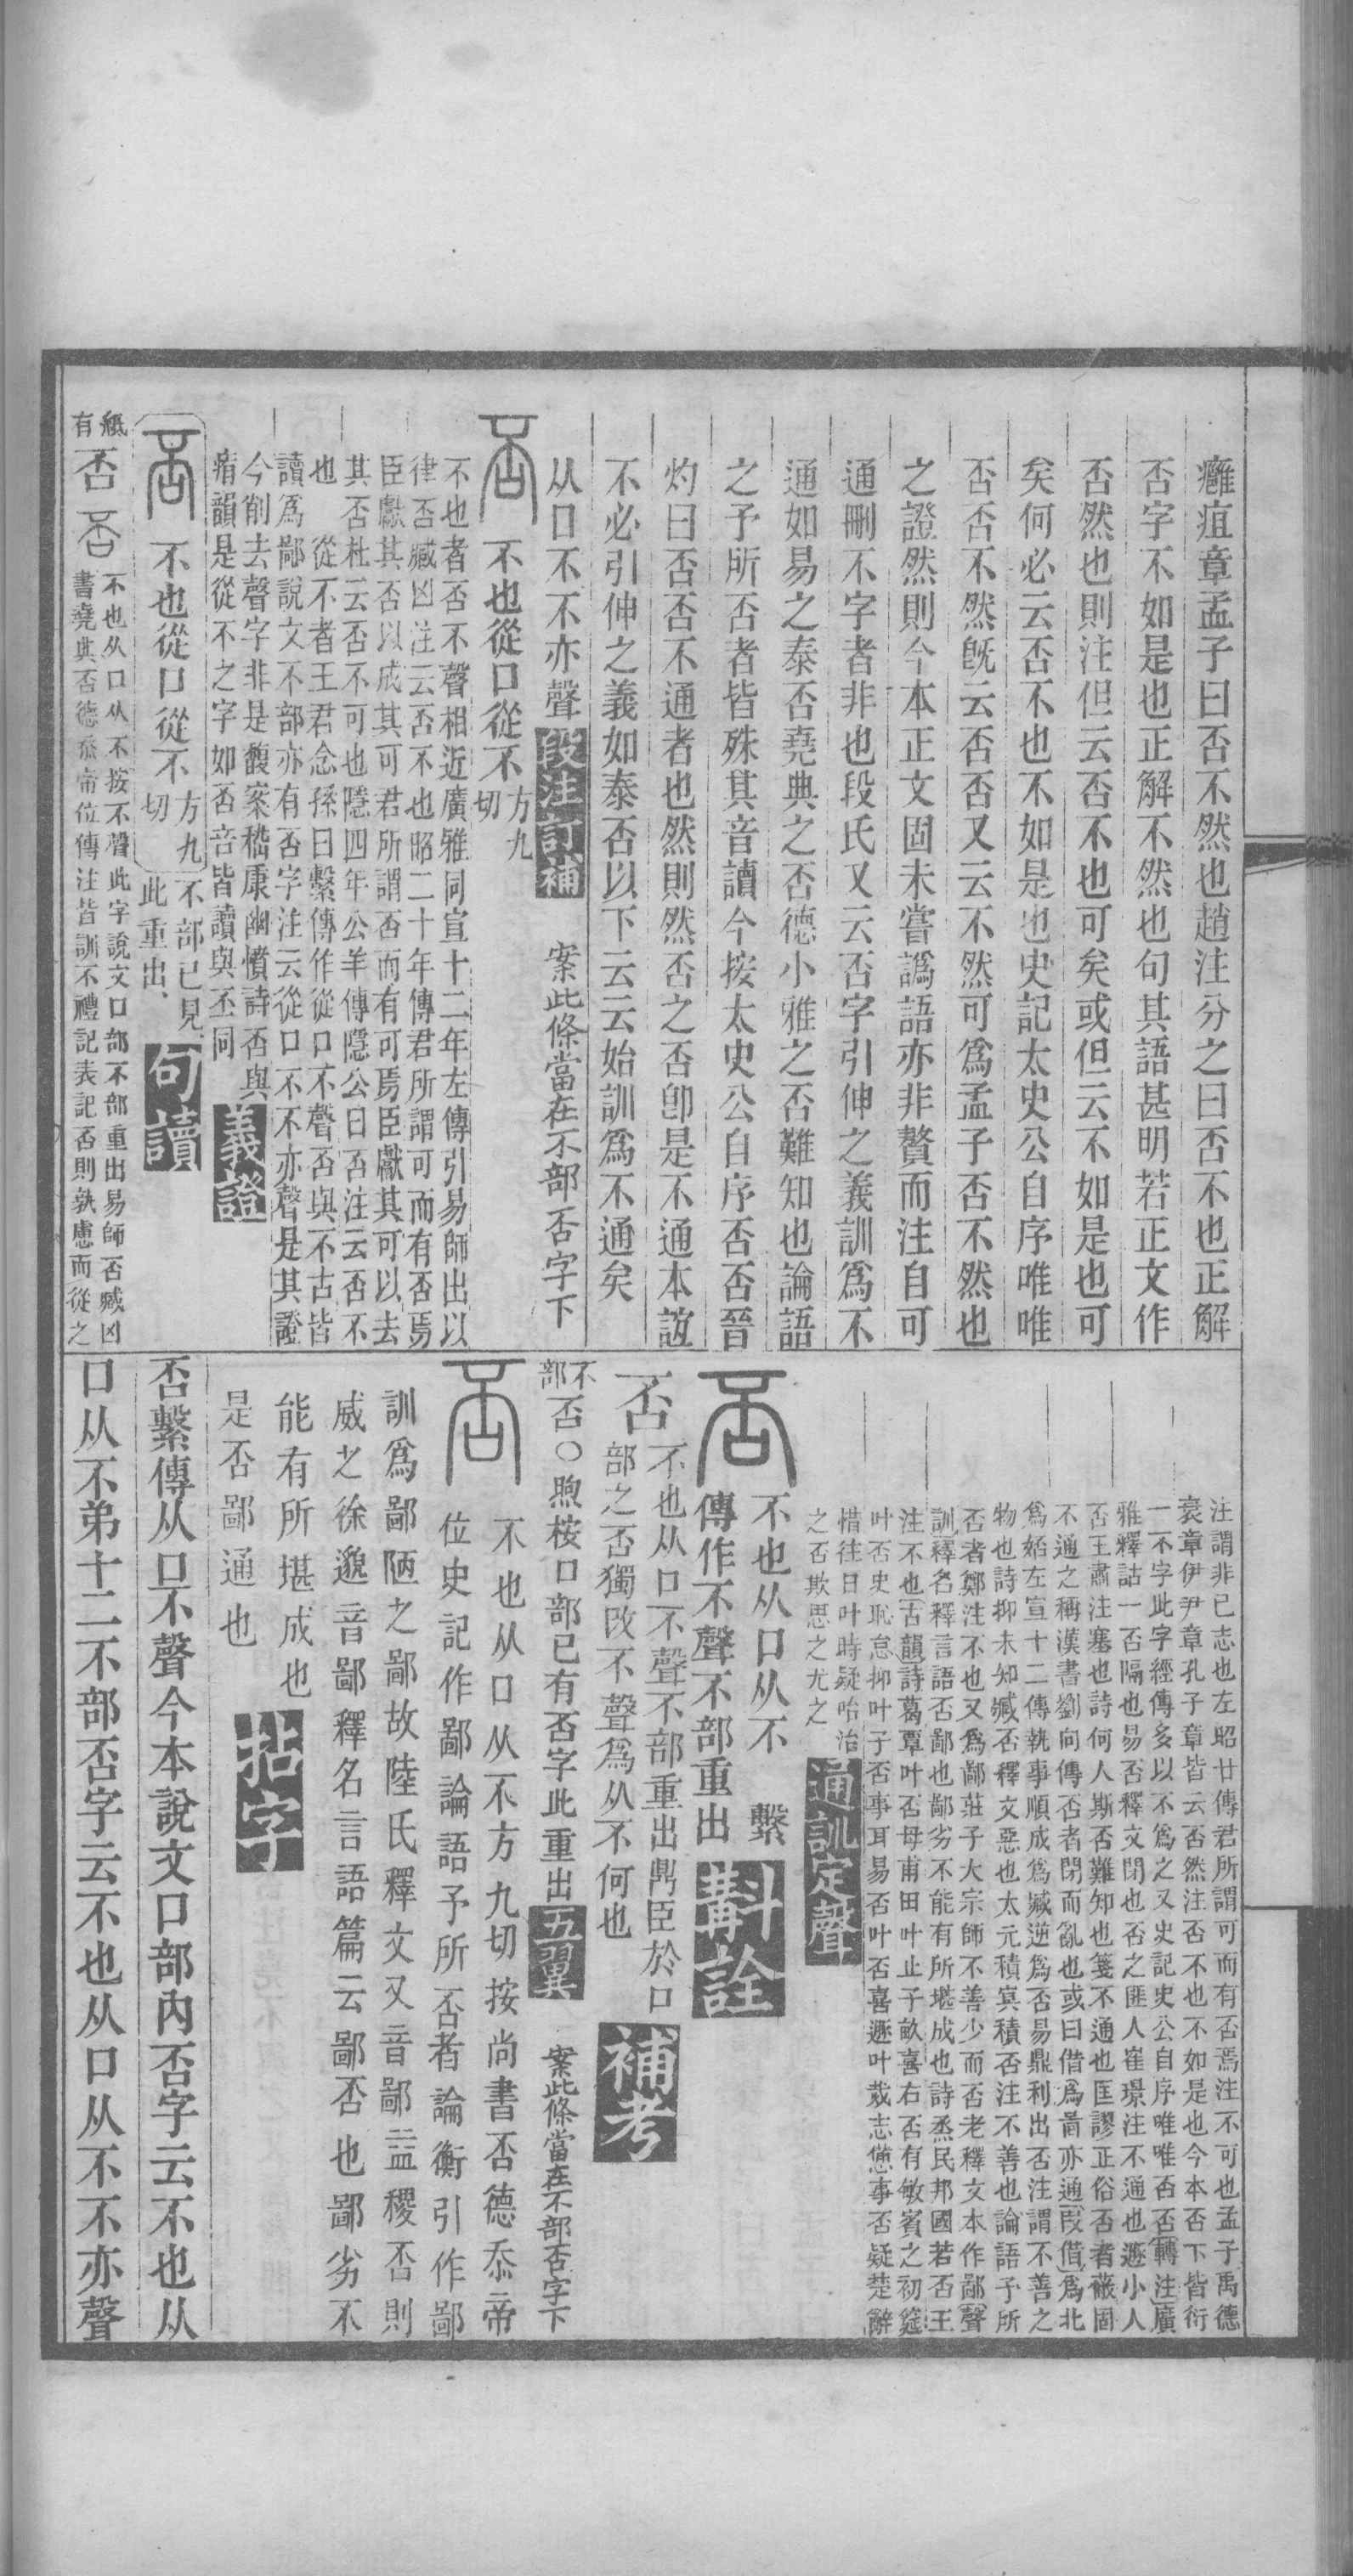 癰疽章孟子曰否不然也趙注分之曰否不也正解
否字不如是也正解不然也句其語甚明若正文作
否然也則注但云否不也可矣或但云不如是也可
矣何必云否不也不如是也史記太史公自序唯唯
否否不然旣云否否又云不然可爲孟子否不然也
之證然則今本正文固未嘗譌語亦非贅而注自可
通刪不字者非也段氏又云否字引伸之義訓爲不
通如易之泰否堯典之否德小雅之否難知也論語
之予所否者皆殊其音讀今按太史公自序否否晉
灼曰否否不通者也然則然否之否卽是不通本誼
不必引伸之義如泰否以下云云始訓爲不通矣
从口不不亦聲 段注訂補 案此條當在不部否字下
否 不也從口從不 方九切
不也者否不聲相近廣雅同宣十二年左傳引易師出以
律否臧凶注云否不也昭二十年傳君所謂可而有否焉
臣獻其否以成其可君所謂否而有可焉臣獻其可以去
其否杜云否不可也隱四年公羊傳隱公曰否注云否不
也 從不者王君念孫曰繫傳作從口不聲否與不古皆
讀爲鄙說文不部亦有否字注云從口不不亦聲是其證
今削去聲字非是馥案嵇康幽憤詩否與
痏韻是從不之字如否音皆讀與丕同 義證
否 不也從口從不 方九切 不部已見此重出 句讀
紙有 否 否 不也从口从不按不聲此字說文口部不部重出易師否臧凶
書堯典否德忝帝位傳注皆訓不禮記表記否則孰慮而從之
注謂非已志也左昭廿傳君所謂可而有否焉注不可也孟子禹德
衰章伊尹章孔子章皆云否然注否不也不如是也今本否下皆衍
一不字此字經傳多以不爲之又史記史公自序唯唯否否轉注廣
雅釋詁一否隔也易否釋文閉也否之匪人崔璟注不通也遯小人
否王肅注塞也詩何人斯否難知也箋不通也匡謬正俗否者蔽固
不通之稱漢書劉向傳否者閉而亂也或曰借爲啚亦通叚借爲北
爲姤左宣十二傳執事順成爲臧逆爲否易鼎利出否注謂不善之
物也詩抑未知臧否釋文惡也太元積冥積否注不善也論語予所
否者鄭注不也又爲鄙莊子大宗師不善少而否老釋文本作鄙聲
訓釋名釋言語否鄙也鄙劣不能有所堪成也詩烝民邦國若否王
注不也古韻詩葛覃叶否母甫田叶止子畝喜右否有敏賓之初筵
叶否史恥怠抑叶子否事耳易否叶否喜遯叶烖志憊事否疑楚辭
惜往日叶時疑咍治
之否欺思之尤之 通訓定聲
否 不也从口从不 繫
傳作不聲不部重出 斠詮
否 不也从口不聲不部重出鼎臣於口
部之否獨改不聲爲从不何也 補考
不部 否○煦桉口部已有否字此重出 五翼 案此條當在不部否字下
否 不也从口从不方九切按尚書否德忝帝
位史記作鄙論語予所否者論衡引作鄙
訓爲鄙陋之鄙故陸氏釋文又音鄙益稷否則
威之徐邈音鄙釋名言語篇云鄙否也鄙劣不
能有所堪成也
是否鄙通也 拈字
否繫傳从口不聲今本說文口部內否字云不也从
口从不弟十二不部否字云不也从口从不不亦聲